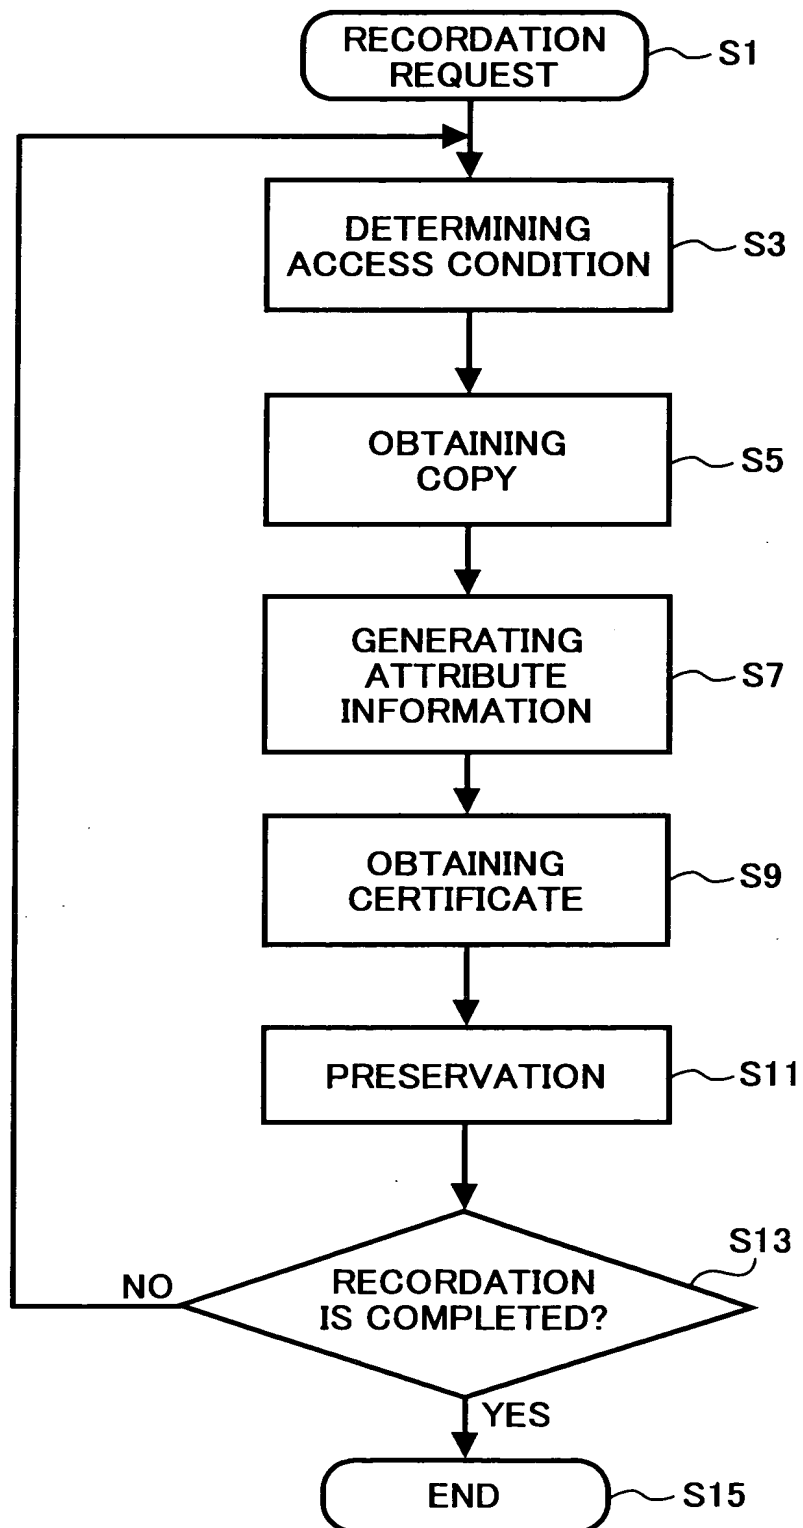 RECORDATION
REQUEST
S1
DETERMINING
ACCESS CONDITION
S3
OBTAINING
COPY
S5
GENERATING
ATTRIBUTE
INFORMATION
S7
OBTAINING
CERTIFICATE
S9
PRESERVATION
S11
S13
NO
RECORDATION
IS COMPLETED?
YES
END
S15